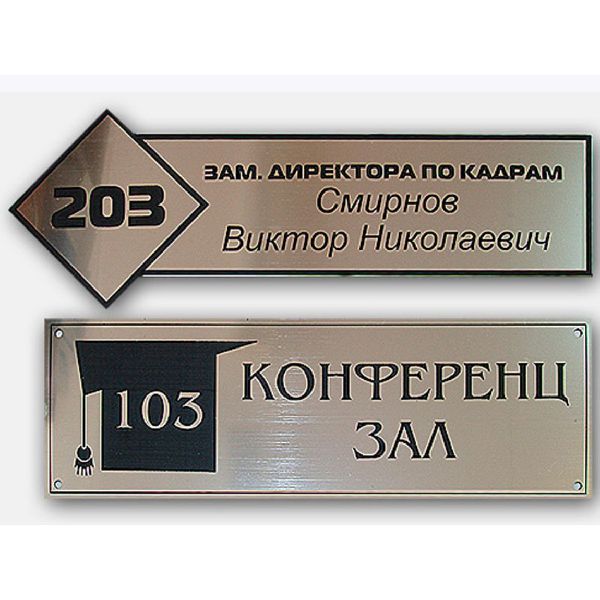 203
ЗАМ. ДИРЕКТОРА ПО КАДРАМ
Смирнов
Виктор Николаевич
103
КОНФЕРЕНЦ
ЗАЛ